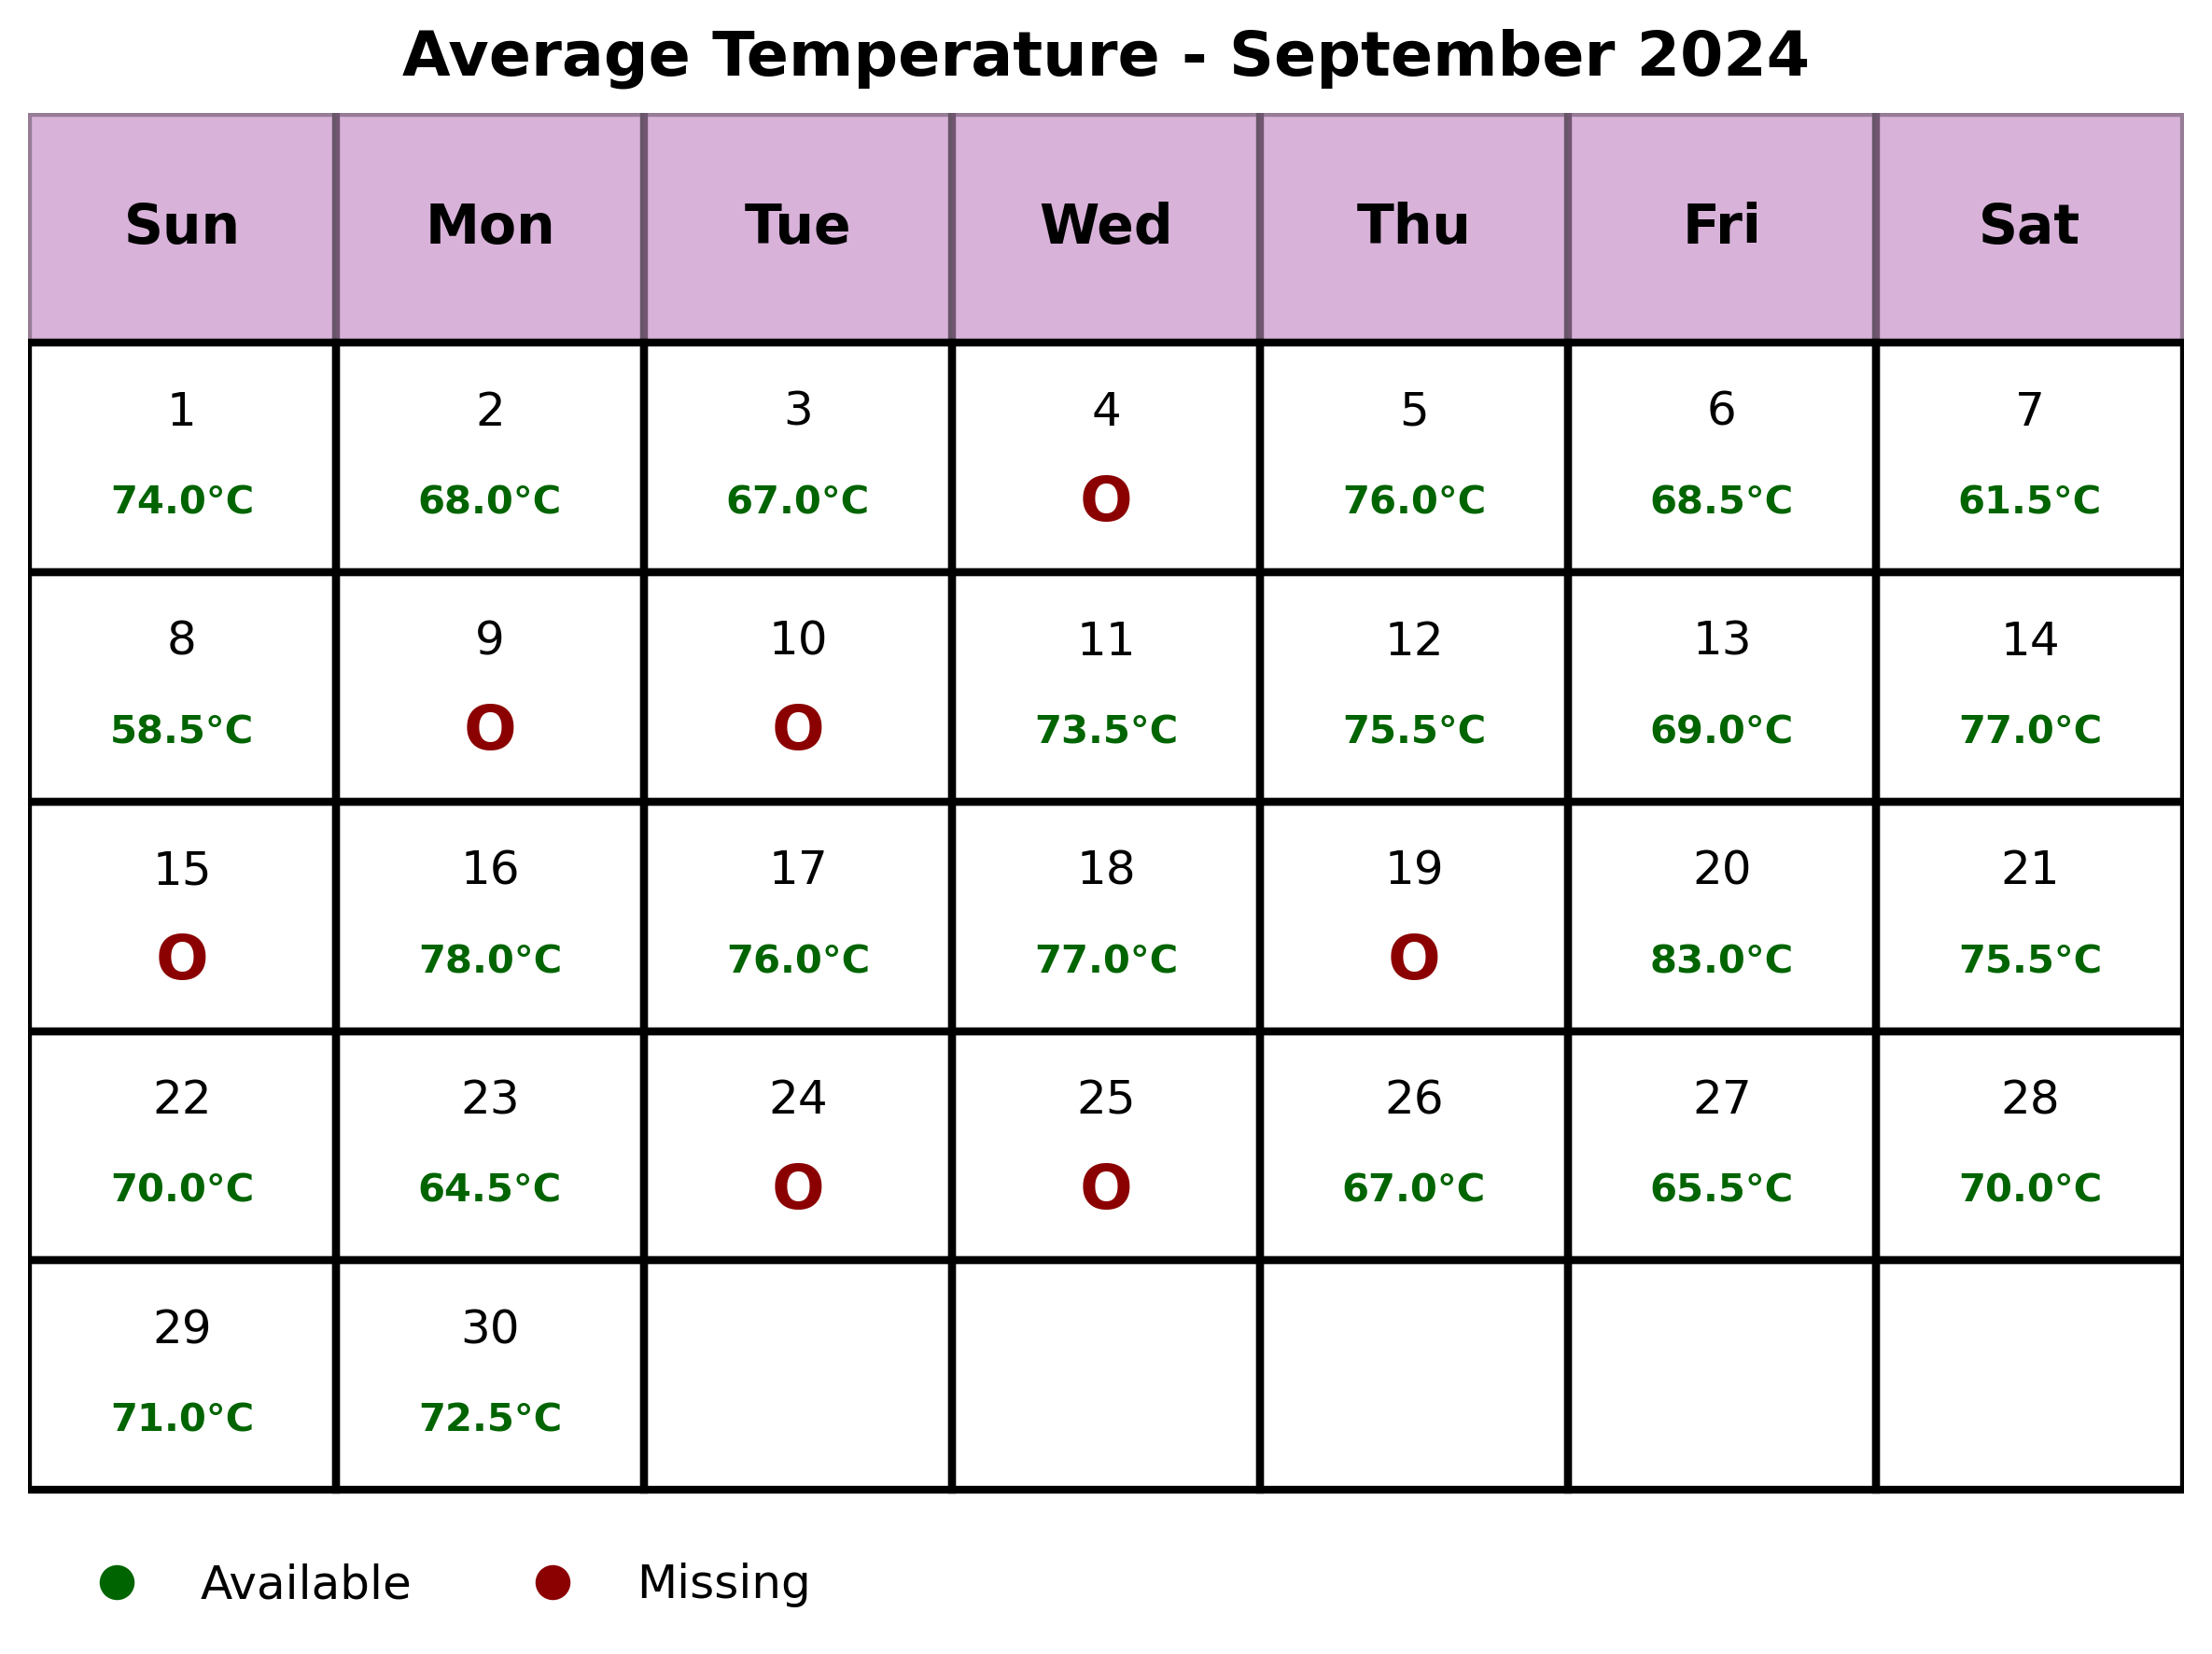 Average Temperature - September 2024
Sun Mon Tue Wed Thu Fri Sat
1 2 3 4 5 6 7
74.0°C 68.0°C 67.0°C O 76.0°C 68.5°C 61.5°C
8 9 10 11 12 13 14
58.5°C O O 73.5°C 75.5°C 69.0°C 77.0°C
15 16 17 18 19 20 21
O 78.0°C 76.0°C 77.0°C O 83.0°C 75.5°C
22 23 24 25 26 27 28
70.0°C 64.5°C O O 67.0°C 65.5°C 70.0°C
29 30
71.0°C 72.5°C
Available Missing